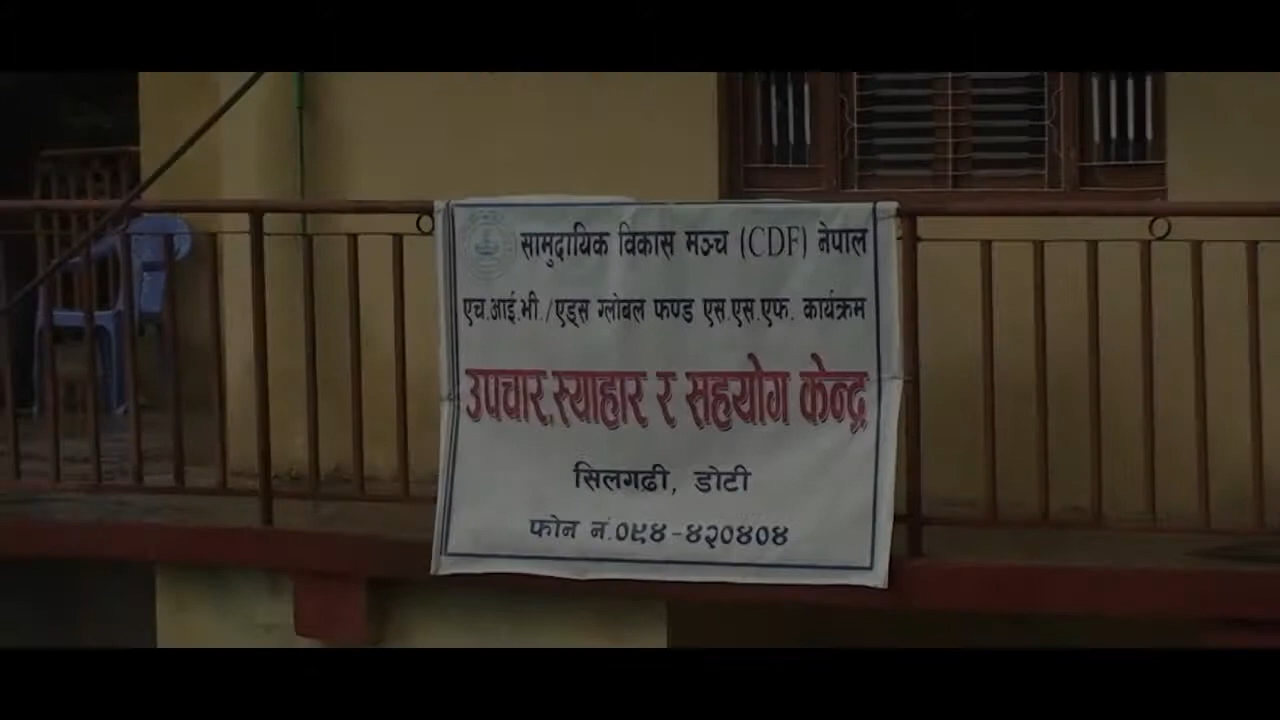 सामुदायिक विकास मञ्च (CDF) नेपाल
एच.आई.भी./एड्स ग्लोबल फण्ड एस.एस.एफ. कार्यक्रम
उपचार, स्याहार र सहयोग केन्द्र
सिलगढी, डोटी
फोन नं.०९४-४२०४०४